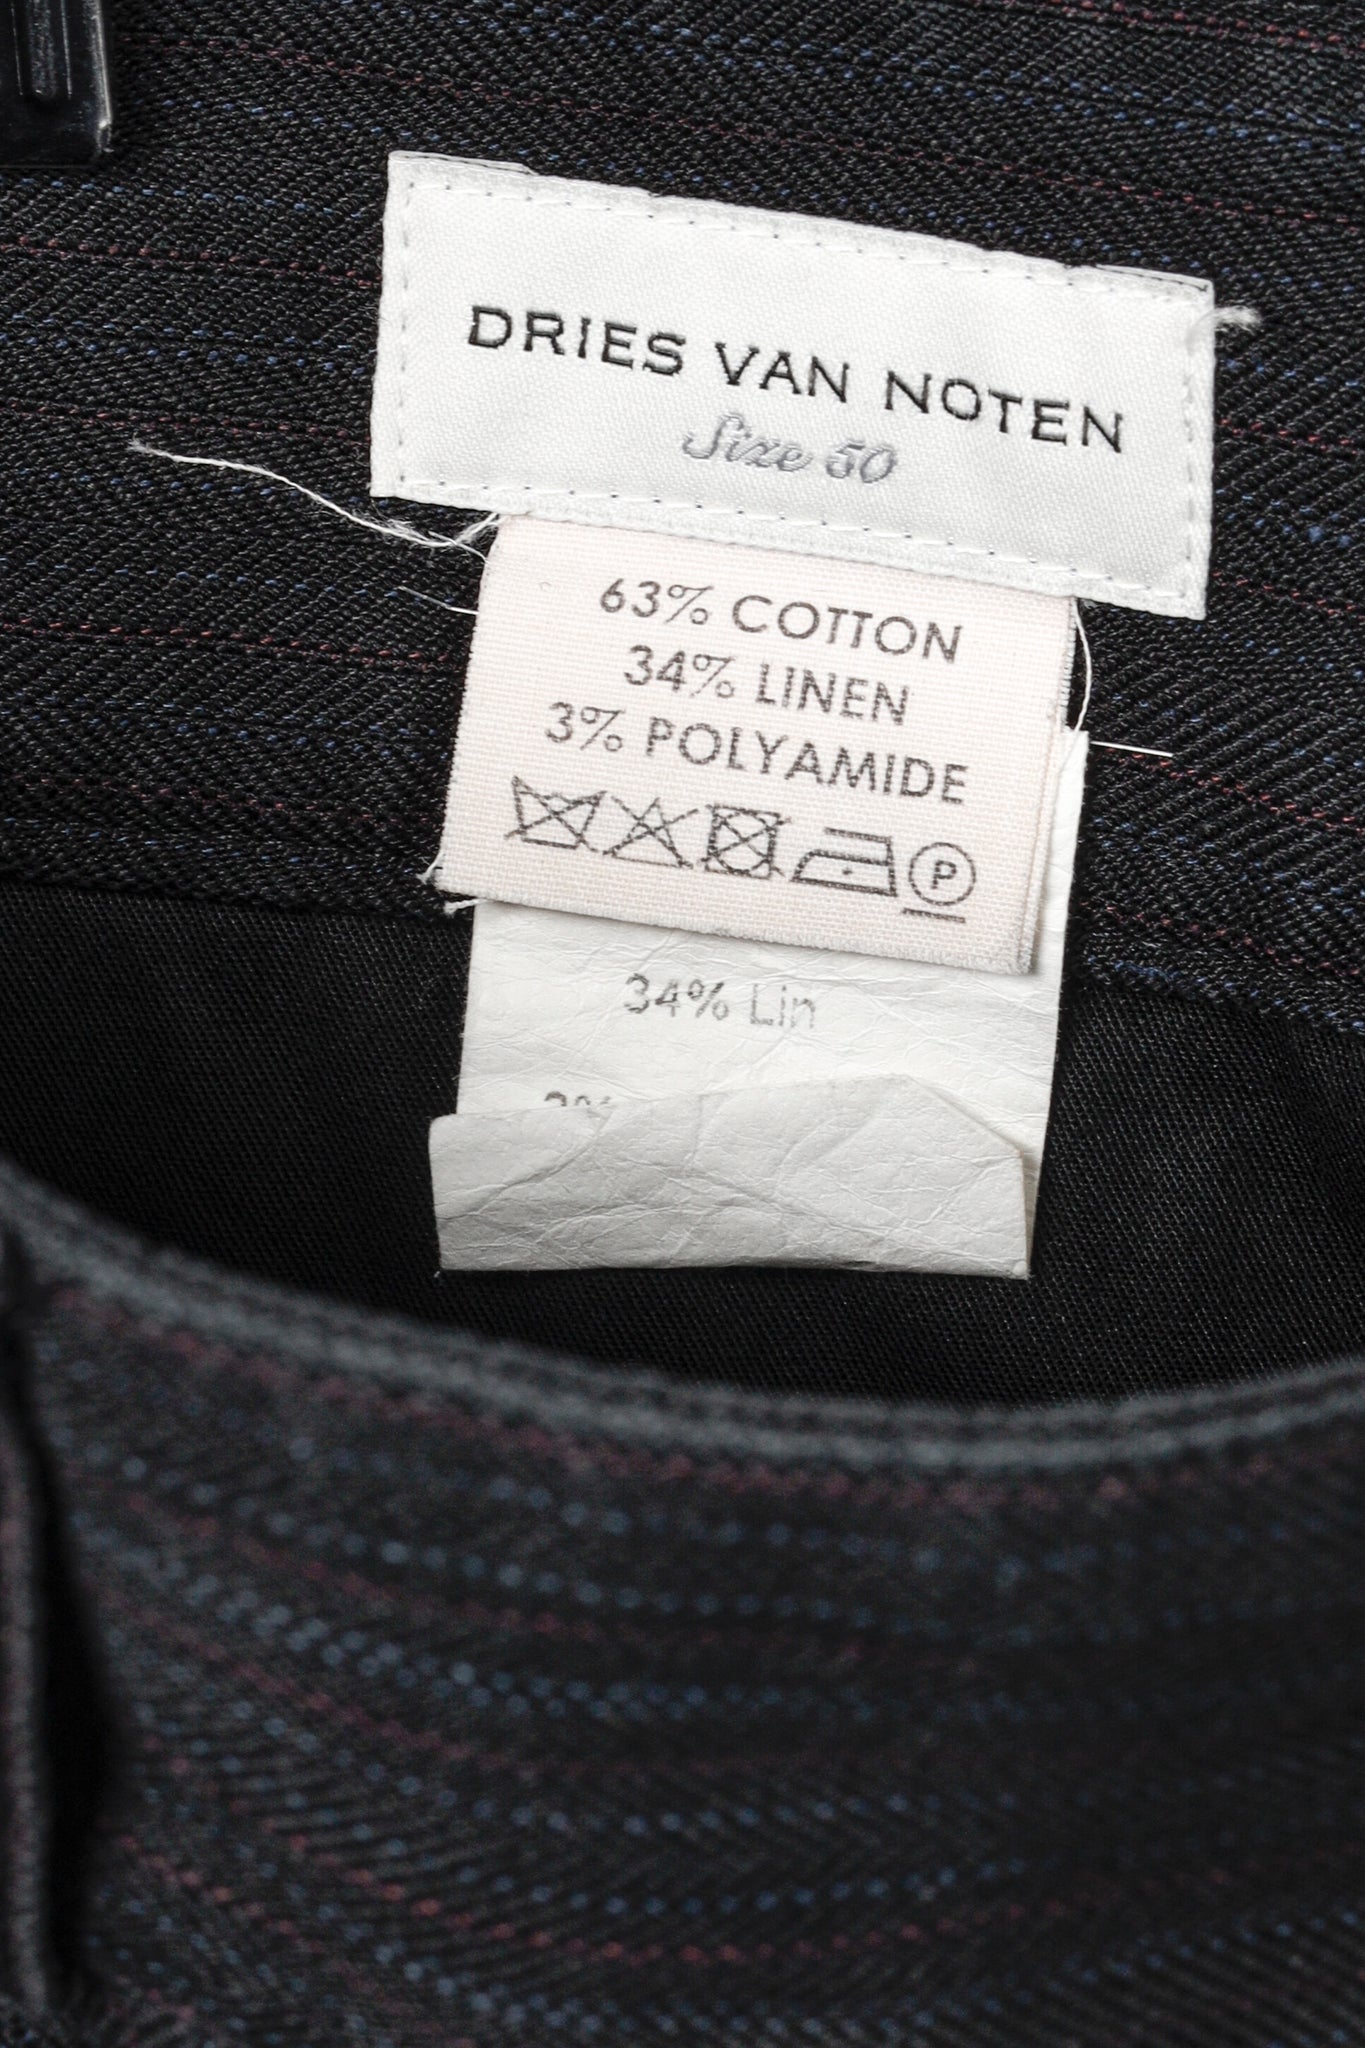 DRIES VAN NOTEN
Size 50
63% COTTON
34% LINEN
3% POLYAMIDE
P
34% Lin